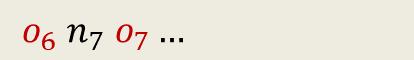 o₆ n₇ o₇ ...